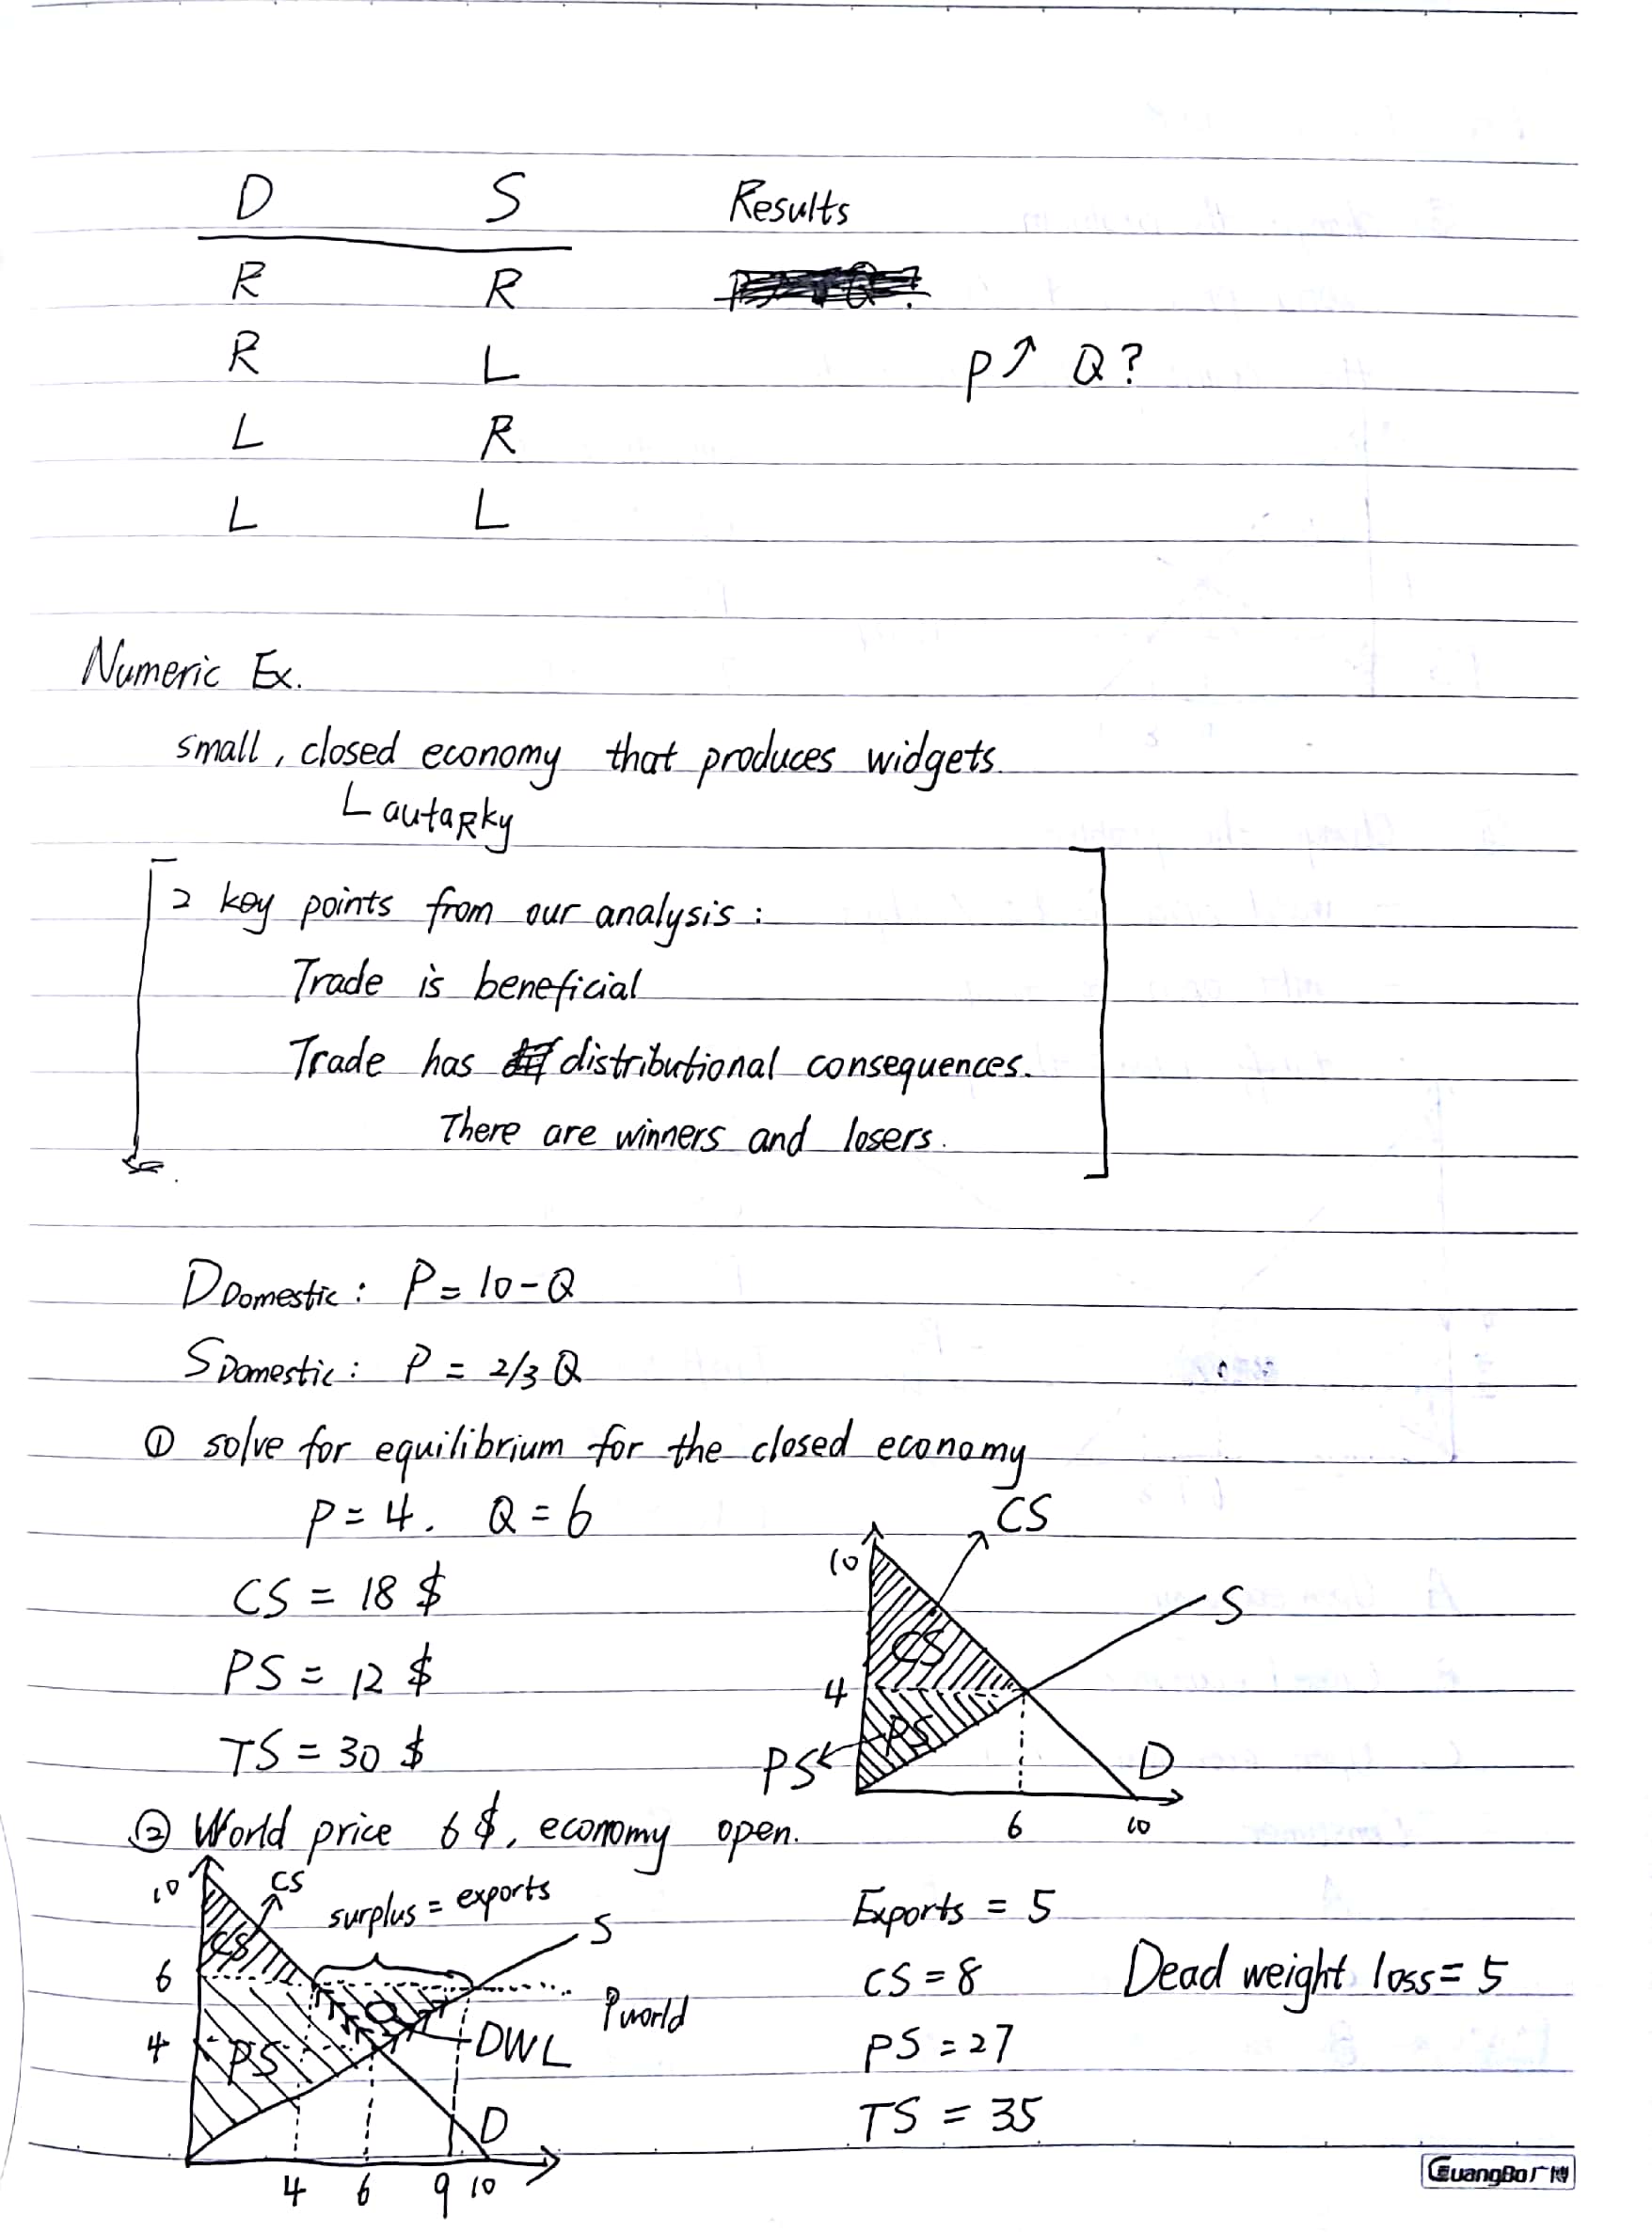 D S Results
R R
R L P↑ Q?
L R
L L
Numeric Ex.
small, closed economy that produces widgets.
autaRky
2 key points from our analysis:
Trade is beneficial
Trade has distributional consequences.
There are winners and losers.
D Domestic: P = 10 - Q
S Domestic: P = 2/3 Q
① solve for equilibrium for the closed economy
P = 4. Q = 6
CS = 18 $
PS = 12 $
TS = 30 $
CS
10
S
CS
4
PS
PS
D
6 10
② World price 6 $, economy open.
10 CS
surplus = exports
S
CS
6
Pworld
4
PS
DWL
D
4 6 9 10
Exports = 5
CS = 8
Dead weight loss = 5
PS = 27
TS = 35
GuangBo广博